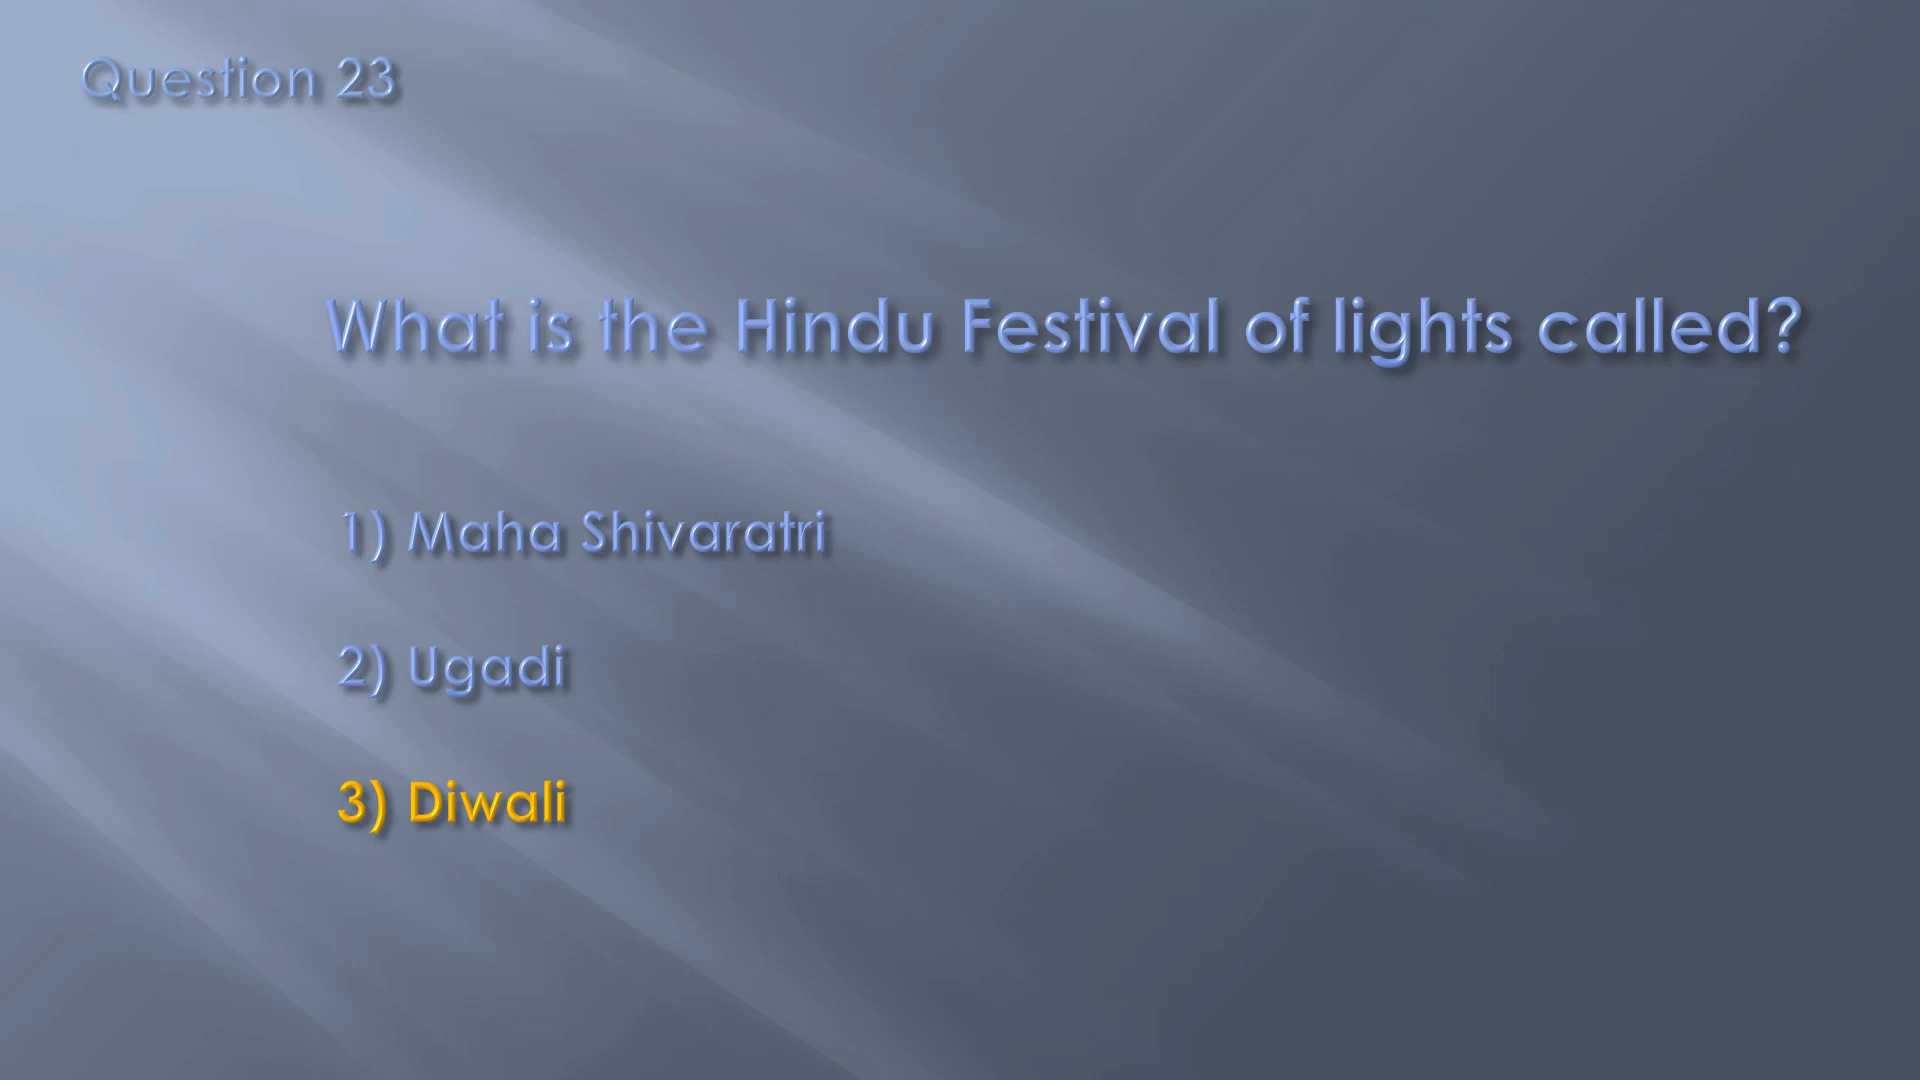 Question 23
What is the Hindu Festival of lights called?
1) Maha Shivaratri
2) Ugadi
3) Diwali